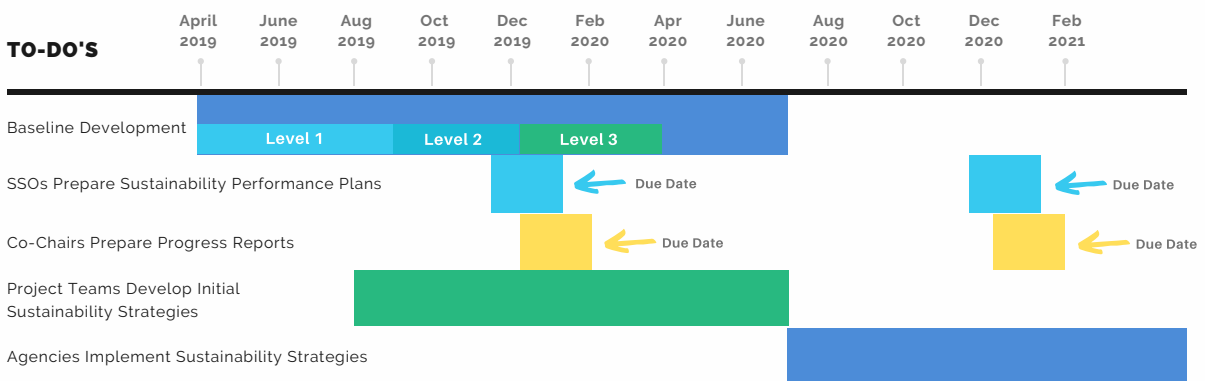 April June Aug Oct Dec Feb Apr June Aug Oct Dec Feb
2019 2019 2019 2019 2019 2020 2020 2020 2020 2020 2020 2021
TO-DO'S
Baseline Development
Level 1 Level 2 Level 3
SSOs Prepare Sustainability Performance Plans Due Date Due Date
Co-Chairs Prepare Progress Reports Due Date Due Date
Project Teams Develop Initial
Sustainability Strategies
Agencies Implement Sustainability Strategies